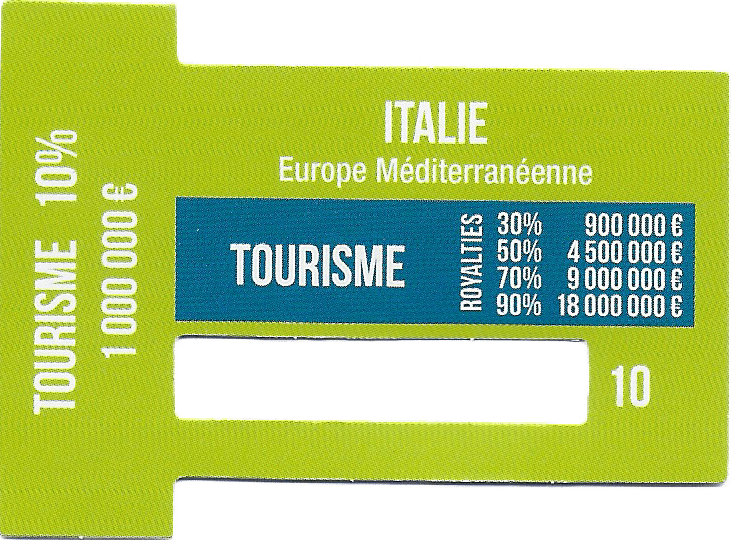 TOURISME 10%
1 000 000 €
ITALIE
Europe Méditerranéenne
TOURISME
ROYALTIES
30% 900 000 €
50% 4 500 000 €
70% 9 000 000 €
90% 18 000 000 €
10